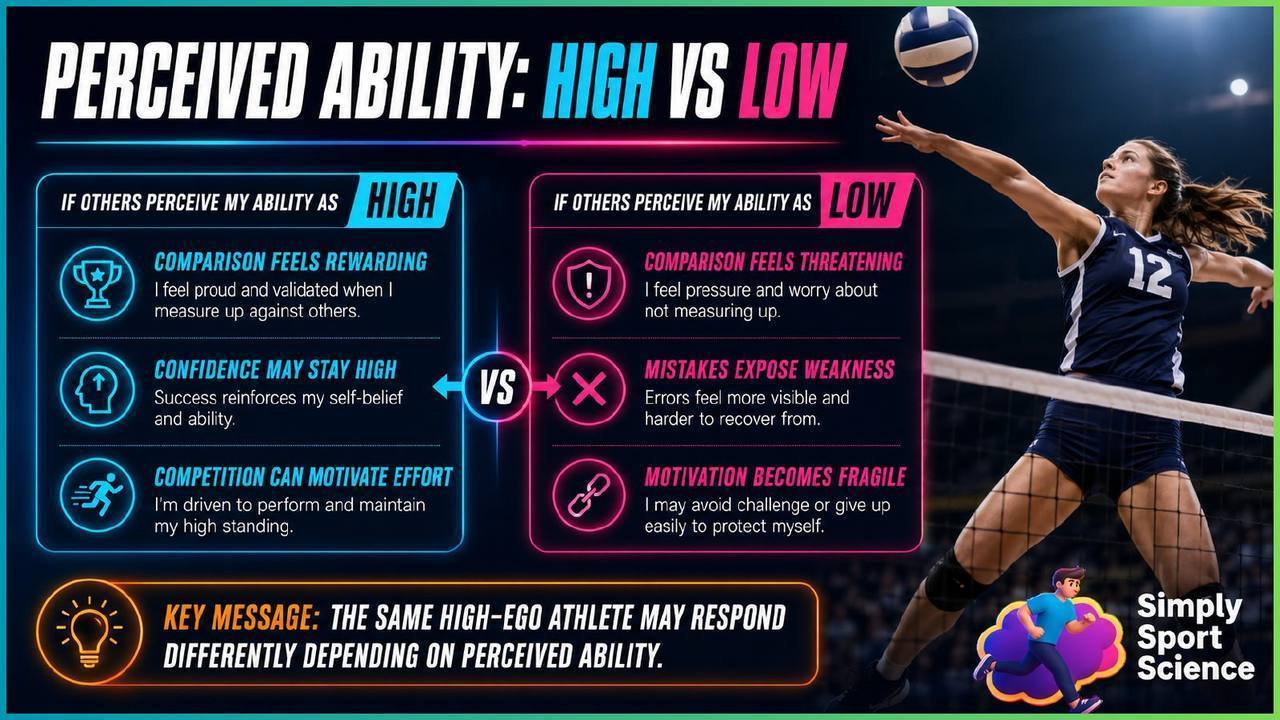 PERCEIVED ABILITY: HIGH VS LOW
IF OTHERS PERCEIVE MY ABILITY AS HIGH
COMPARISON FEELS REWARDING
I feel proud and validated when I
measure up against others.
CONFIDENCE MAY STAY HIGH
Success reinforces my self-belief
and ability.
COMPETITION CAN MOTIVATE EFFORT
I'm driven to perform and maintain
my high standing.
VS
IF OTHERS PERCEIVE MY ABILITY AS LOW
COMPARISON FEELS THREATENING
I feel pressure and worry about
not measuring up.
MISTAKES EXPOSE WEAKNESS
Errors feel more visible and
harder to recover from.
MOTIVATION BECOMES FRAGILE
I may avoid challenge or give up
easily to protect myself.
KEY MESSAGE: THE SAME HIGH-EGO ATHLETE MAY RESPOND
DIFFERENTLY DEPENDING ON PERCEIVED ABILITY.
12
Simply
Sport
Science